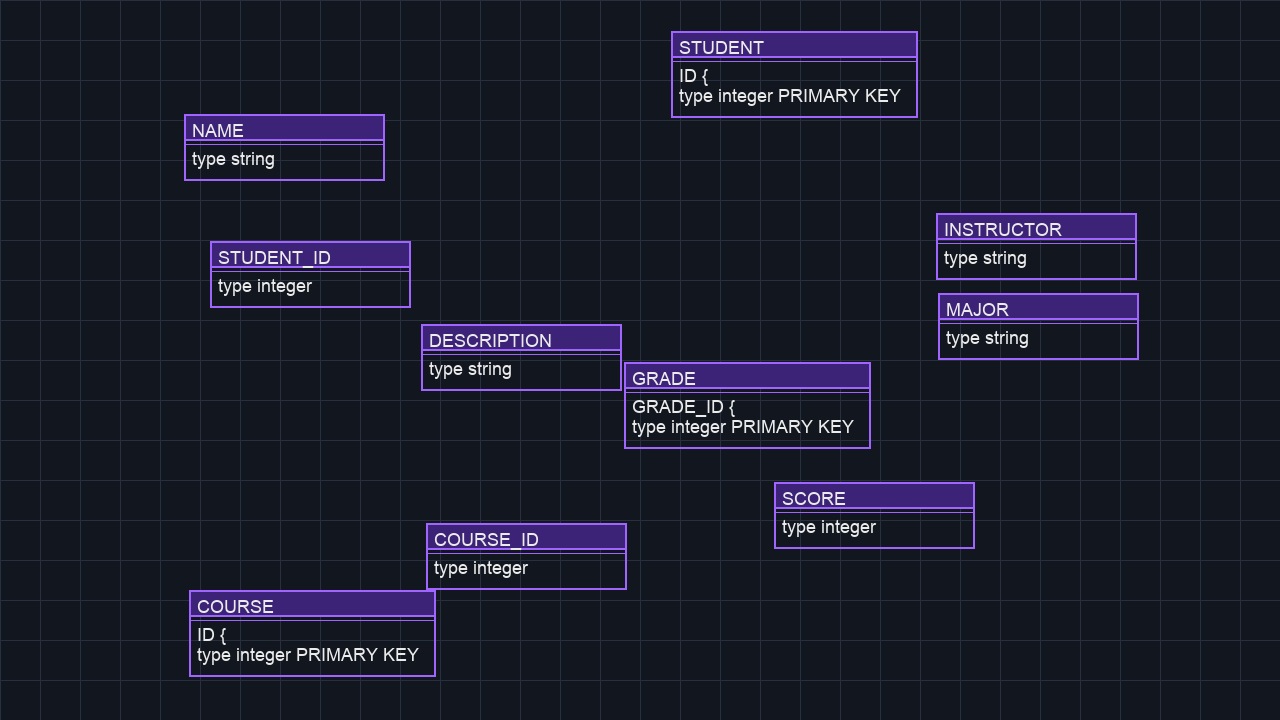 STUDENT
ID {
type integer PRIMARY KEY
NAME
type string
INSTRUCTOR
type string
STUDENT_ID
type integer
MAJOR
type string
DESCRIPTION
type string
GRADE
GRADE_ID {
type integer PRIMARY KEY
SCORE
type integer
COURSE_ID
type integer
COURSE
ID {
type integer PRIMARY KEY